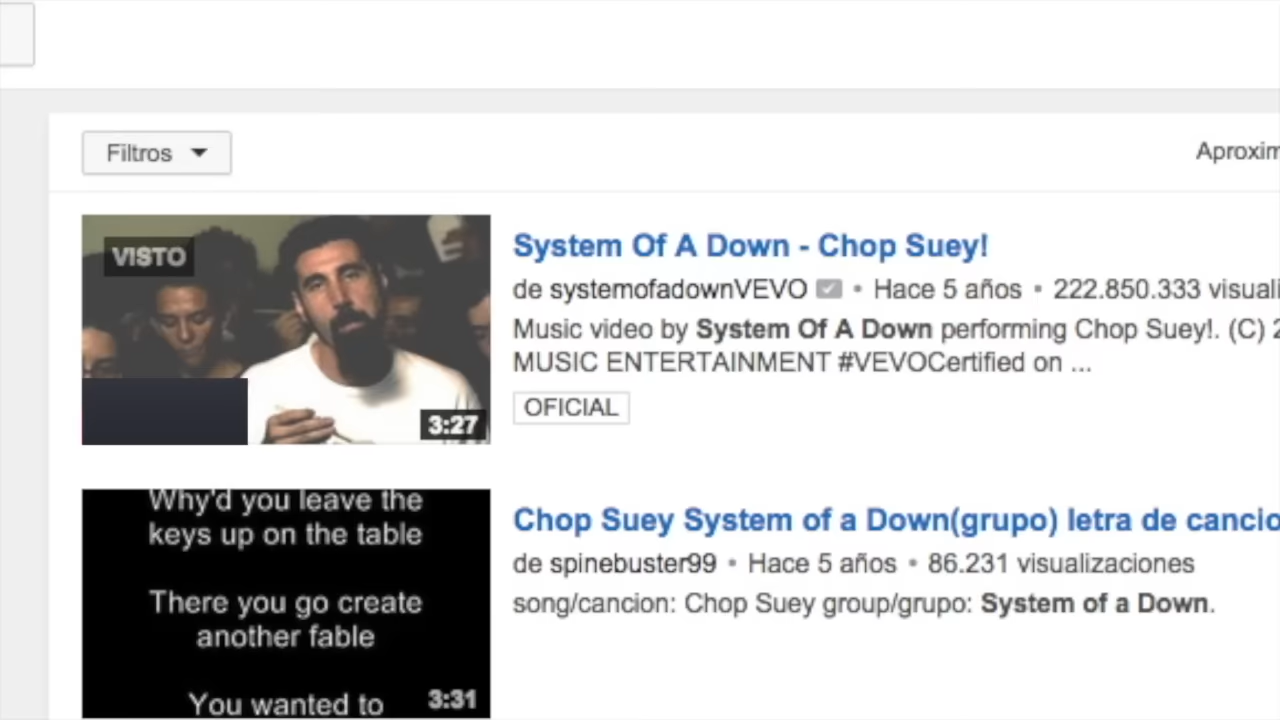 Filtros
Aproxim
VISTO
3:27
System Of A Down - Chop Suey!
de systemofadownVEVO • Hace 5 años • 222.850.333 visuali
Music video by System Of A Down performing Chop Suey!. (C) 2
MUSIC ENTERTAINMENT #VEVOCertified on ...
OFICIAL
Why'd you leave the
keys up on the table
There you go create
another fable
You wanted to
3:31
Chop Suey System of a Down(grupo) letra de cancio
de spinebuster99 • Hace 5 años • 86.231 visualizaciones
song/cancion: Chop Suey group/grupo: System of a Down.